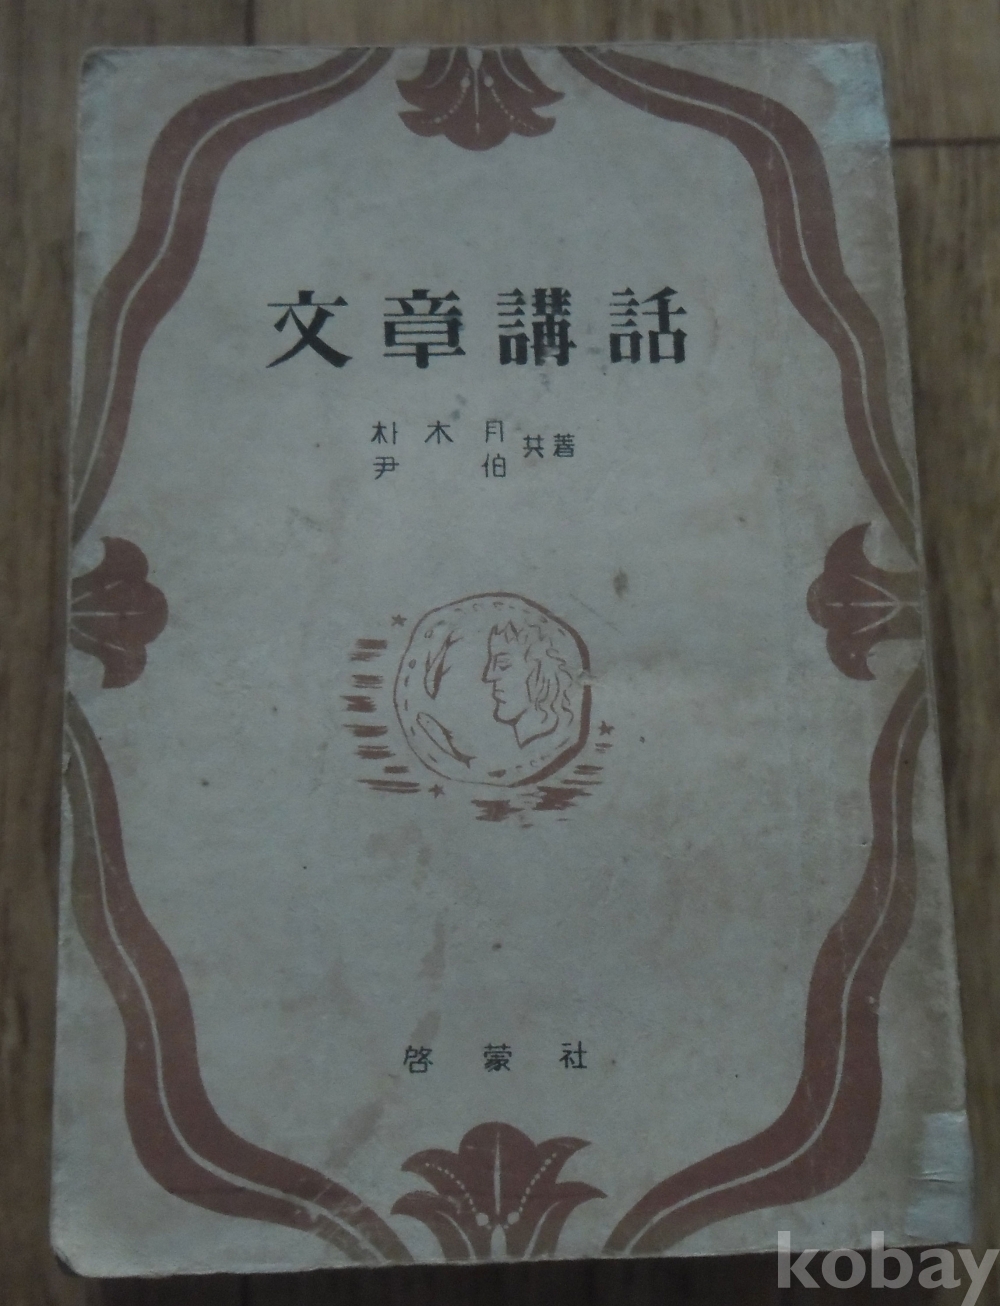 文章講話
朴木月
尹伯
共著
啓蒙社
kobay